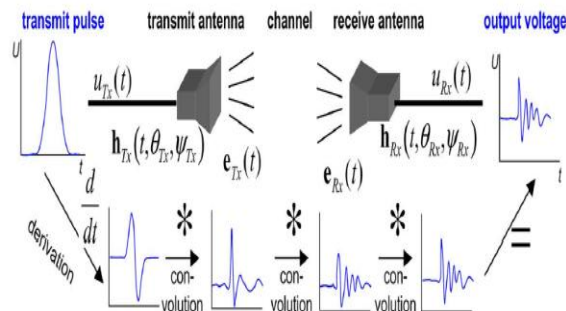 transmit pulse transmit antenna channel receive antenna output voltage
U
u_Tx(t)
u_Rx(t)
U
h_Tx(t,θ_Tx,ψ_Tx)
h_Rx(t,θ_Rx,ψ_Rx)
t
e_Tx(t)
e_Rx(t)
t
d
dt
derivation
* * *
=
con-
volution
con-
volution
con-
volution